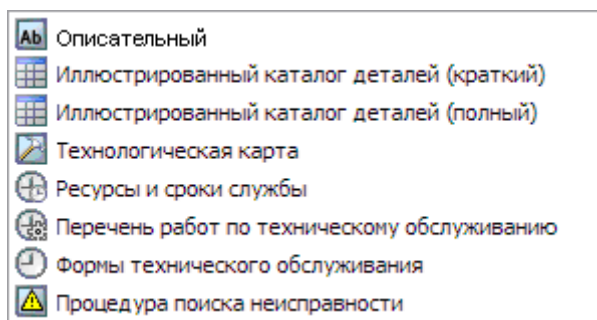 Ab Описательный
Иллюстрированный каталог деталей (краткий)
Иллюстрированный каталог деталей (полный)
Технологическая карта
Ресурсы и сроки службы
Перечень работ по техническому обслуживанию
Формы технического обслуживания
Процедура поиска неисправности